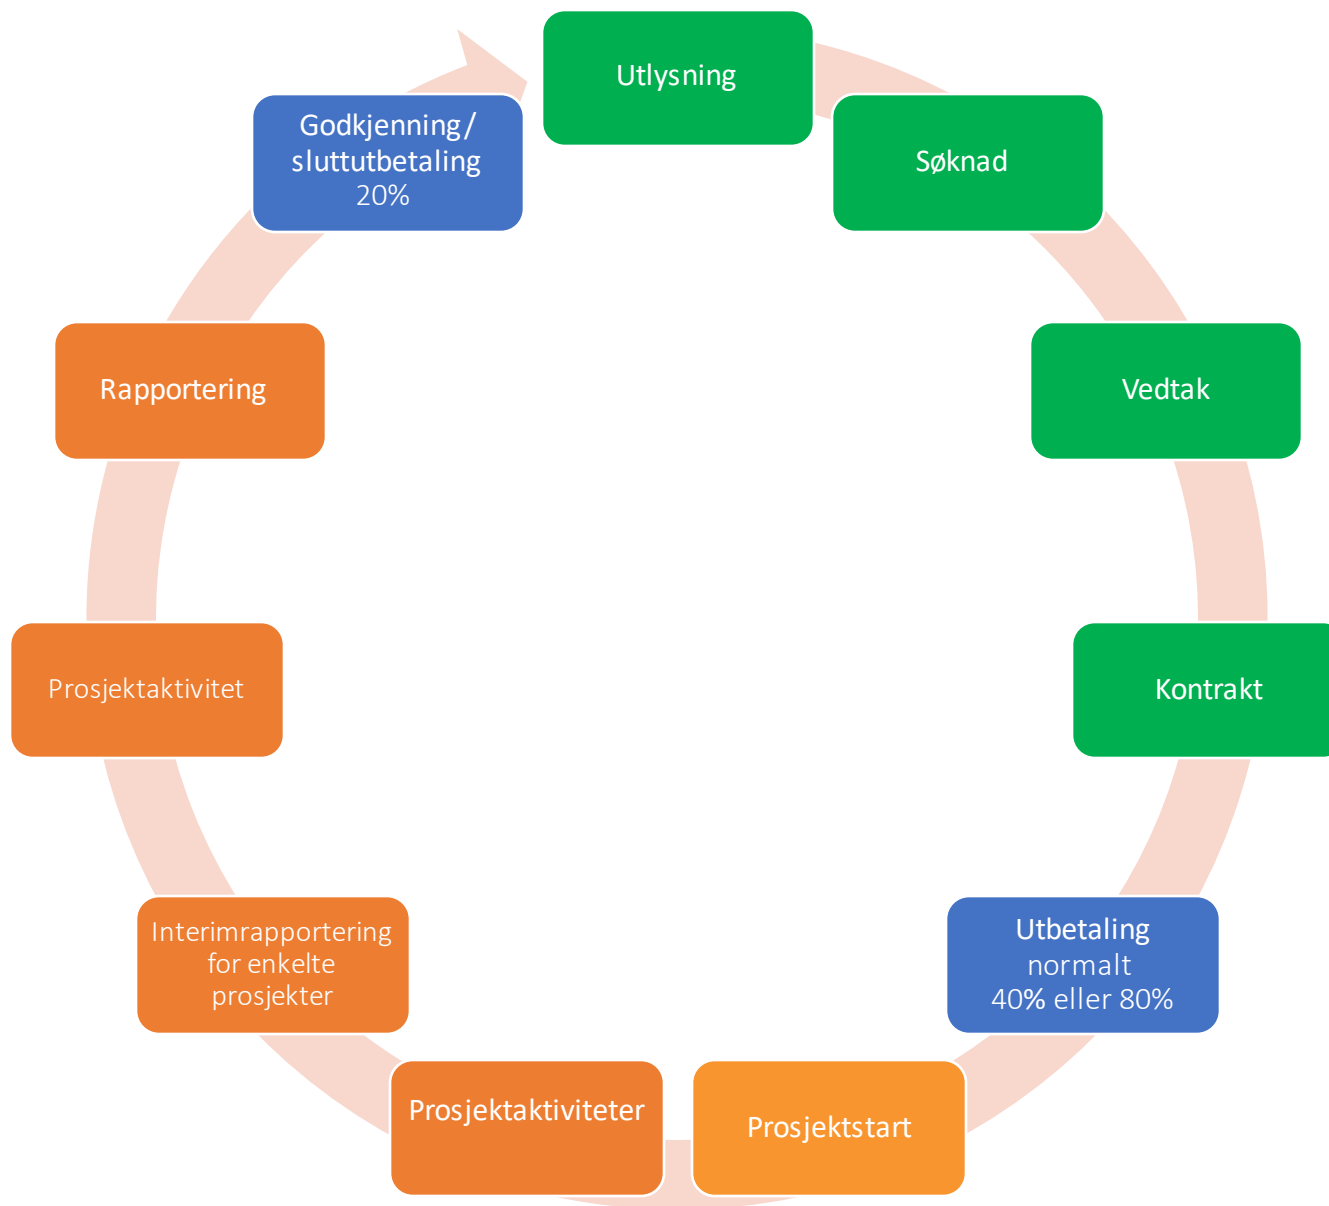 Utlysning
Søknad
Vedtak
Kontrakt
Utbetaling
normalt
40% eller 80%
Prosjektstart
Prosjektaktiviteter
Interimrapportering
for enkelte
prosjekter
Prosjektaktivitet
Rapportering
Godkjenning/
sluttutbetaling
20%